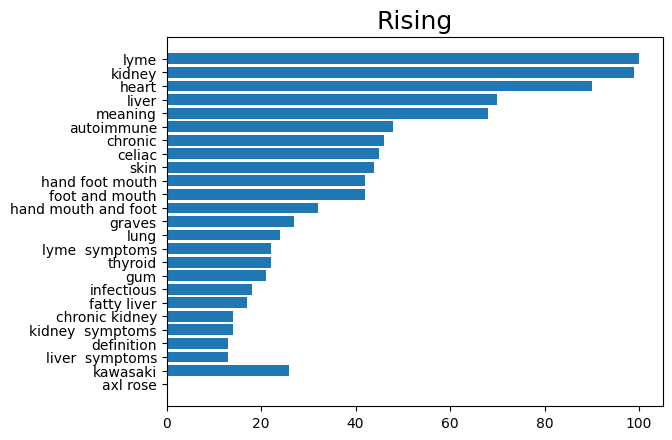 Rising
lyme
kidney
heart
liver
meaning
autoimmune
chronic
celiac
skin
hand foot mouth
foot and mouth
hand mouth and foot
graves
lung
lyme  symptoms
thyroid
gum
infectious
fatty liver
chronic kidney
kidney  symptoms
definition
liver  symptoms
kawasaki
axl rose
0 20 40 60 80 100